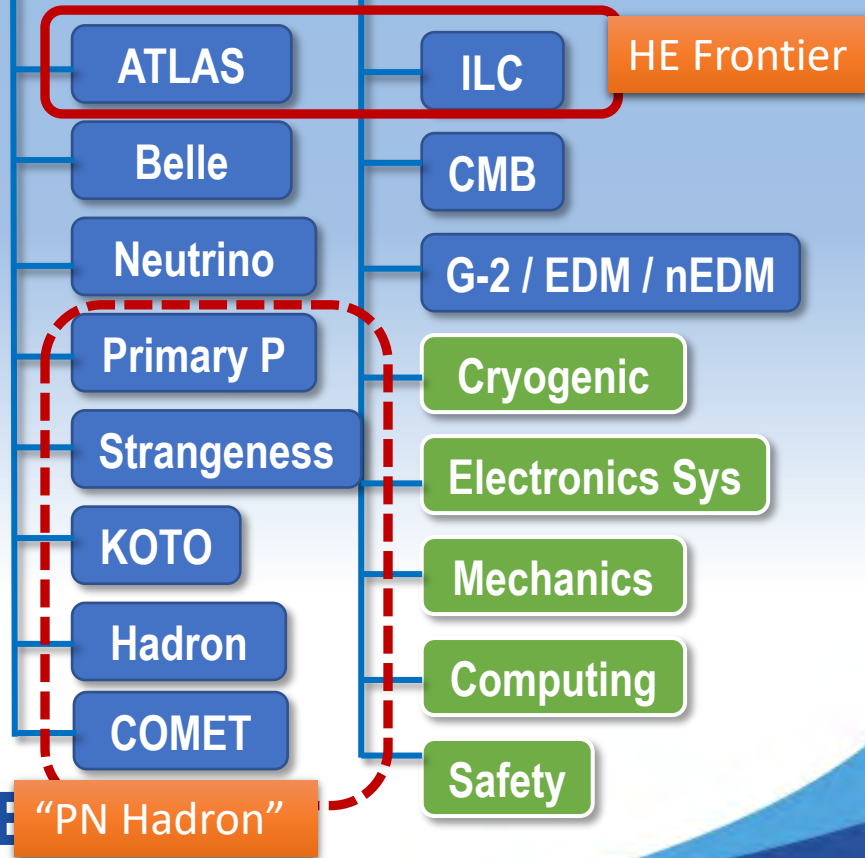 ATLAS
Belle
Neutrino
Primary P
Strangeness
KOTO
Hadron
COMET
"PN Hadron"
HE Frontier
ILC
CMB
G-2 / EDM / nEDM
Cryogenic
Electronics Sys
Mechanics
Computing
Safety